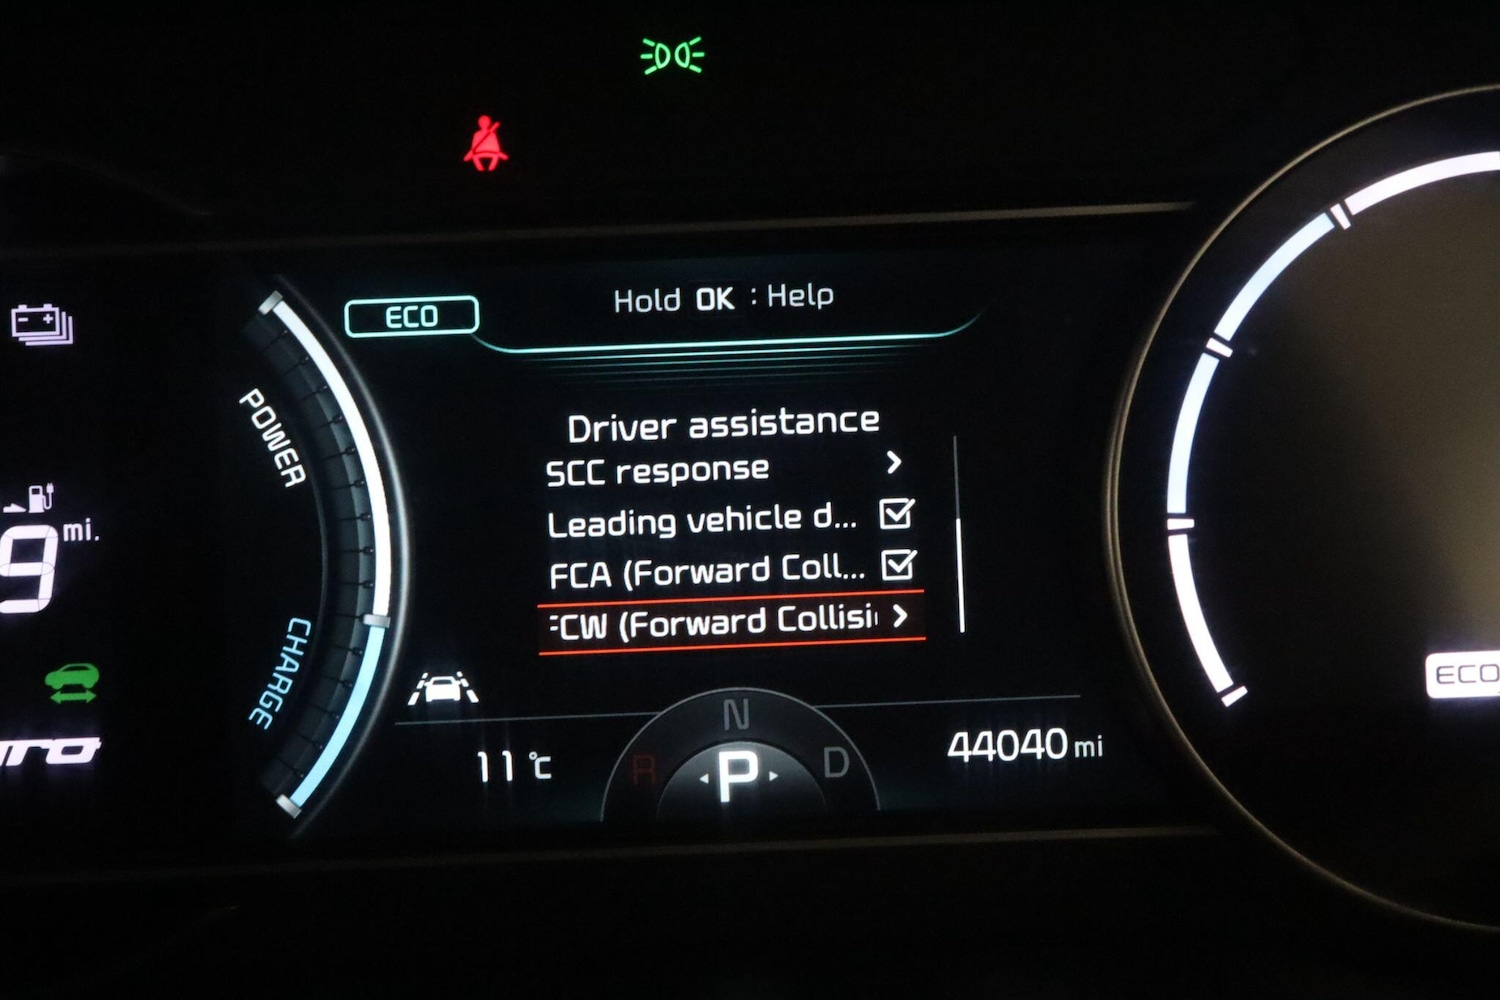 Hold OK : Help
ECO
POWER
Driver assistance
SCC response
Leading vehicle d...
FCA (Forward Coll...
CW (Forward Collisi
mi.
9
CHARGE
ECO
N
R P D
11 °C
44040 mi